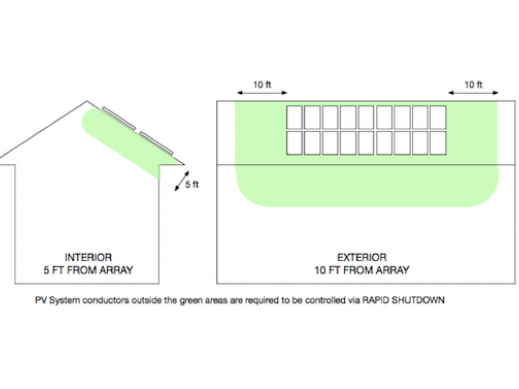 10 ft
10 ft
5 ft
INTERIOR
5 FT FROM ARRAY
EXTERIOR
10 FT FROM ARRAY
PV System conductors outside the green areas are required to be controlled via RAPID SHUTDOWN